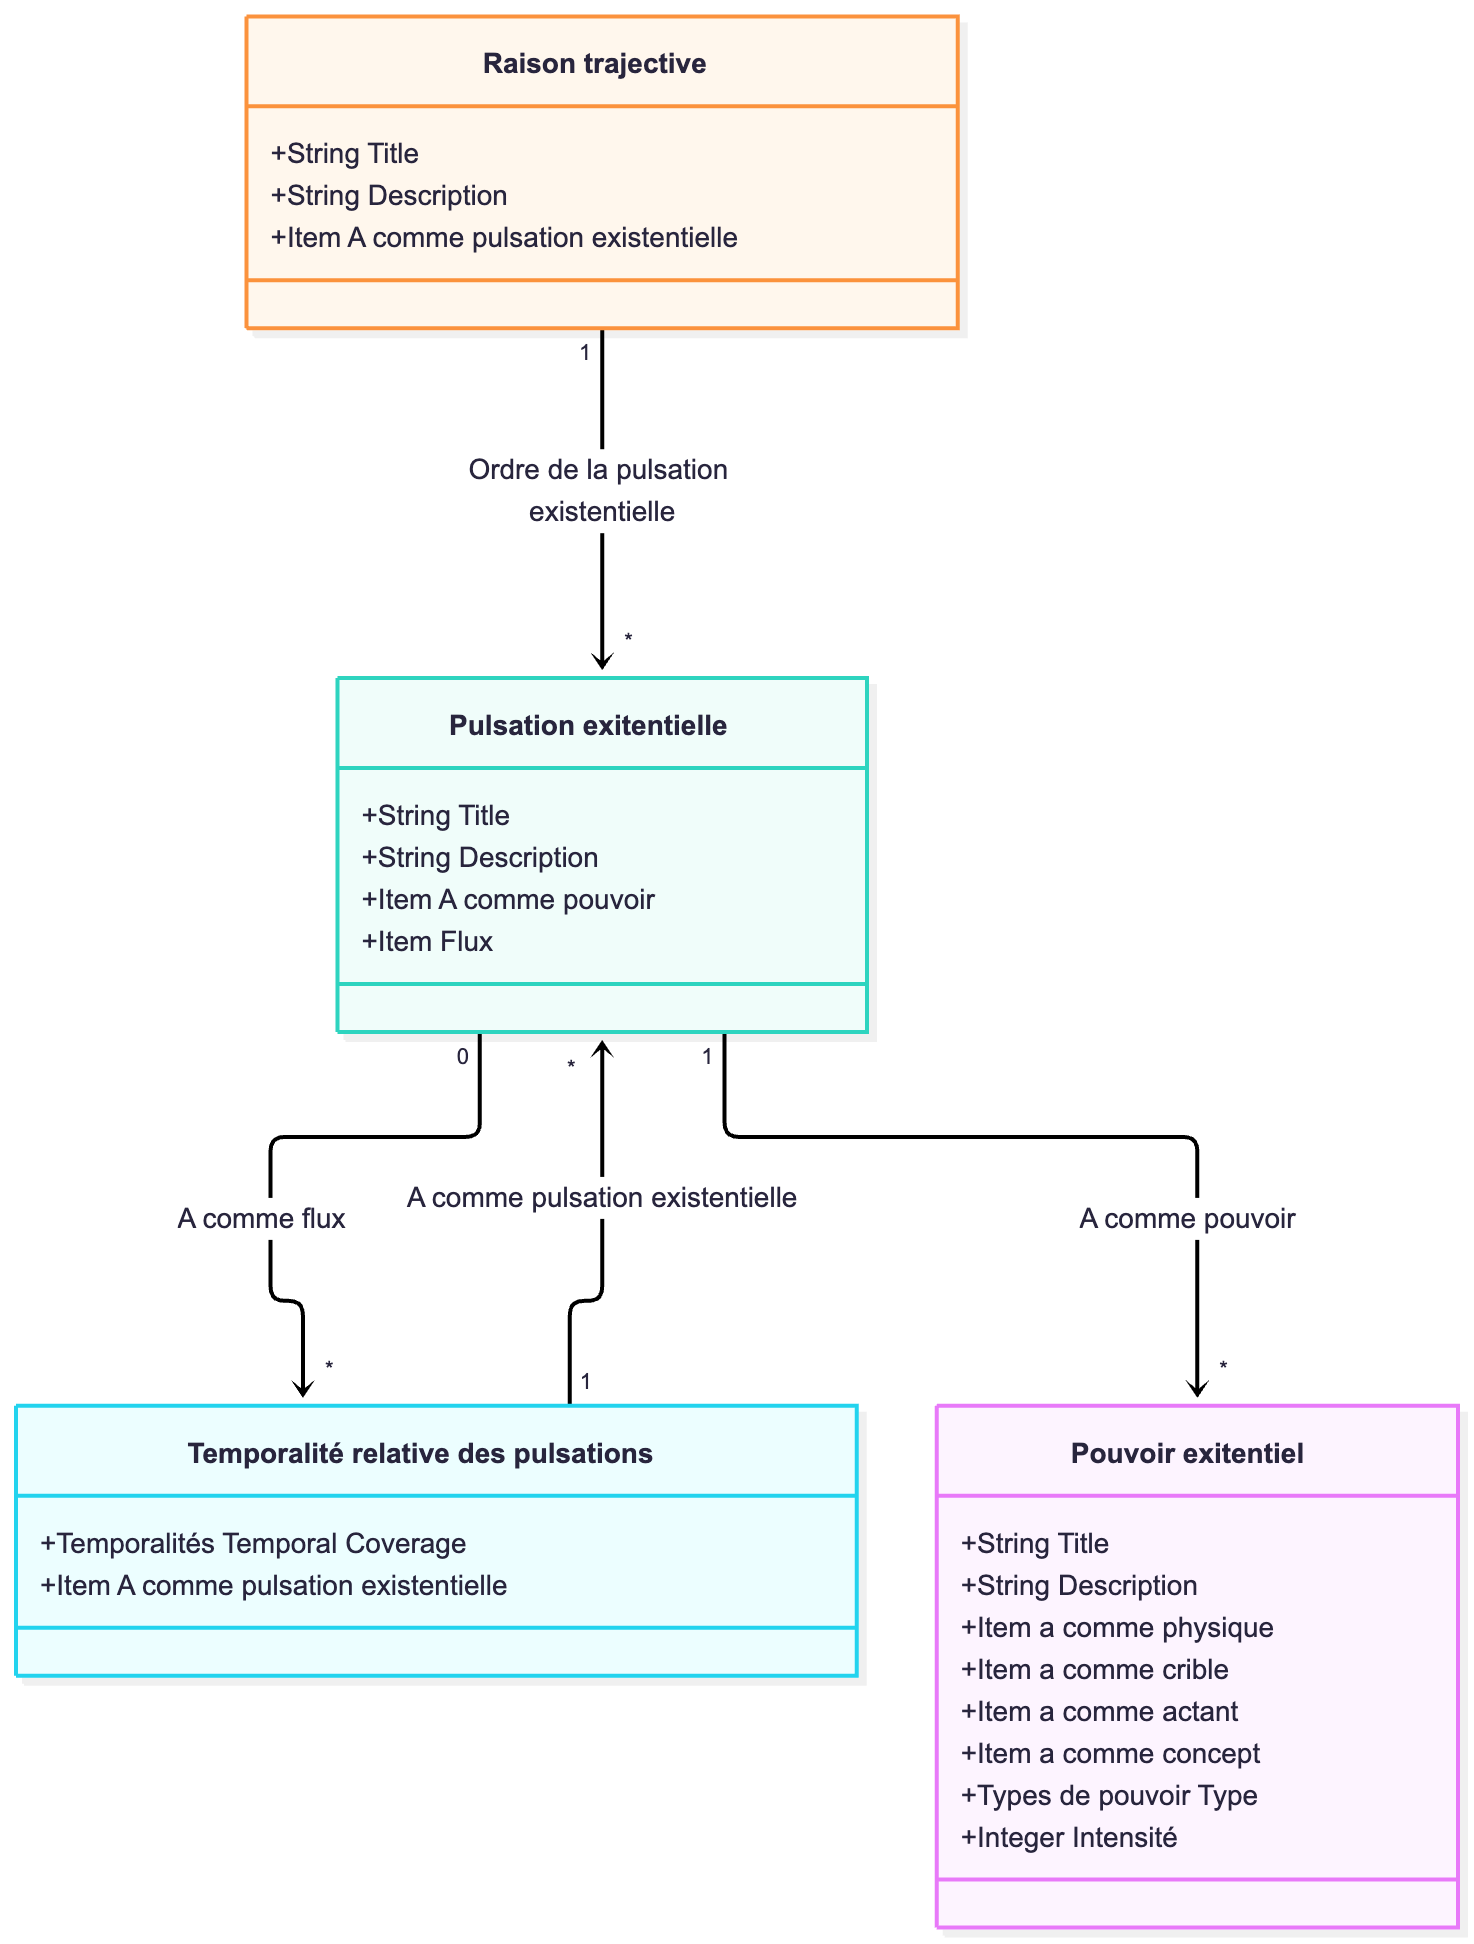 Raison trajective
+String Title
+String Description
+Item A comme pulsation existentielle
1
Ordre de la pulsation
existentielle
*
Pulsation exitentielle
+String Title
+String Description
+Item A comme pouvoir
+Item Flux
0
*
1
A comme flux
A comme pulsation existentielle
A comme pouvoir
*
1
*
Temporalité relative des pulsations
+Temporalités Temporal Coverage
+Item A comme pulsation existentielle
Pouvoir exitentiel
+String Title
+String Description
+Item a comme physique
+Item a comme crible
+Item a comme actant
+Item a comme concept
+Types de pouvoir Type
+Integer Intensité